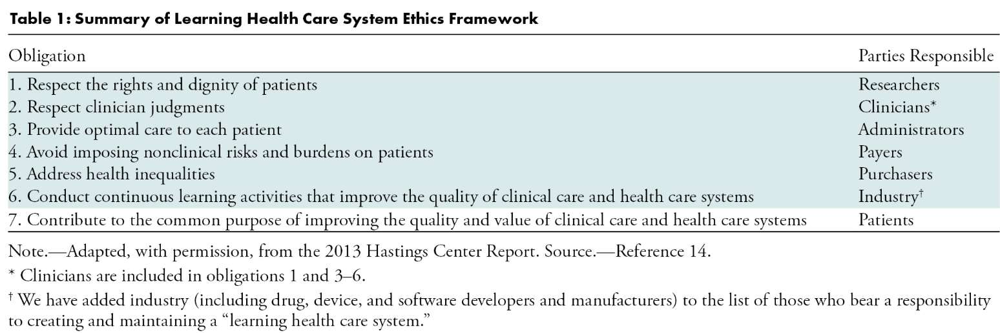 Table 1: Summary of Learning Health Care System Ethics Framework
Obligation Parties Responsible
1. Respect the rights and dignity of patients Researchers
2. Respect clinician judgments Clinicians*
3. Provide optimal care to each patient Administrators
4. Avoid imposing nonclinical risks and burdens on patients Payers
5. Address health inequalities Purchasers
6. Conduct continuous learning activities that improve the quality of clinical care and health care systems Industry†
7. Contribute to the common purpose of improving the quality and value of clinical care and health care systems Patients
Note.—Adapted, with permission, from the 2013 Hastings Center Report. Source.—Reference 14.
* Clinicians are included in obligations 1 and 3–6.
† We have added industry (including drug, device, and software developers and manufacturers) to the list of those who bear a responsibility
to creating and maintaining a “learning health care system.”